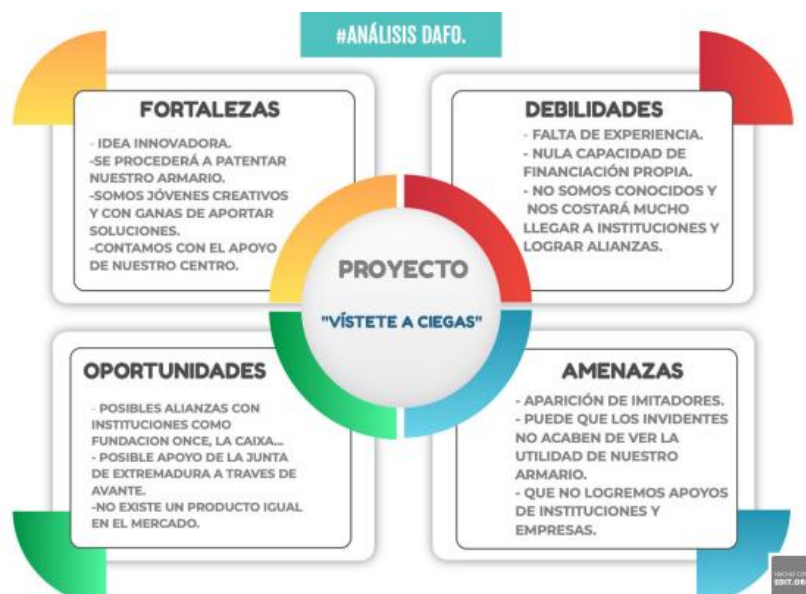 #ANÁLISIS DAFO.
FORTALEZAS
- IDEA INNOVADORA.
-SE PROCEDERÁ A PATENTAR
NUESTRO ARMARIO.
-SOMOS JÓVENES CREATIVOS
Y CON GANAS DE APORTAR
SOLUCIONES.
-CONTAMOS CON EL APOYO
DE NUESTRO CENTRO.
DEBILIDADES
- FALTA DE EXPERIENCIA.
- NULA CAPACIDAD DE
FINANCIACIÓN PROPIA.
- NO SOMOS CONOCIDOS Y
NOS COSTARÁ MUCHO
LLEGAR A INSTITUCIONES Y
LOGRAR ALIANZAS.
PROYECTO
"VÍSTETE A CIEGAS"
OPORTUNIDADES
- POSIBLES ALIANZAS CON
INSTITUCIONES COMO
FUNDACION ONCE, LA CAIXA...
- POSIBLE APOYO DE LA JUNTA
DE EXTREMADURA A TRAVES DE
AVANTE.
-NO EXISTE UN PRODUCTO IGUAL
EN EL MERCADO.
AMENAZAS
- APARICIÓN DE IMITADORES.
- PUEDE QUE LOS INVIDENTES
NO ACABEN DE VER LA
UTILIDAD DE NUESTRO
ARMARIO.
- QUE NO LOGREMOS APOYOS
DE INSTITUCIONES Y
EMPRESAS.
HECHO
EDIT.OR